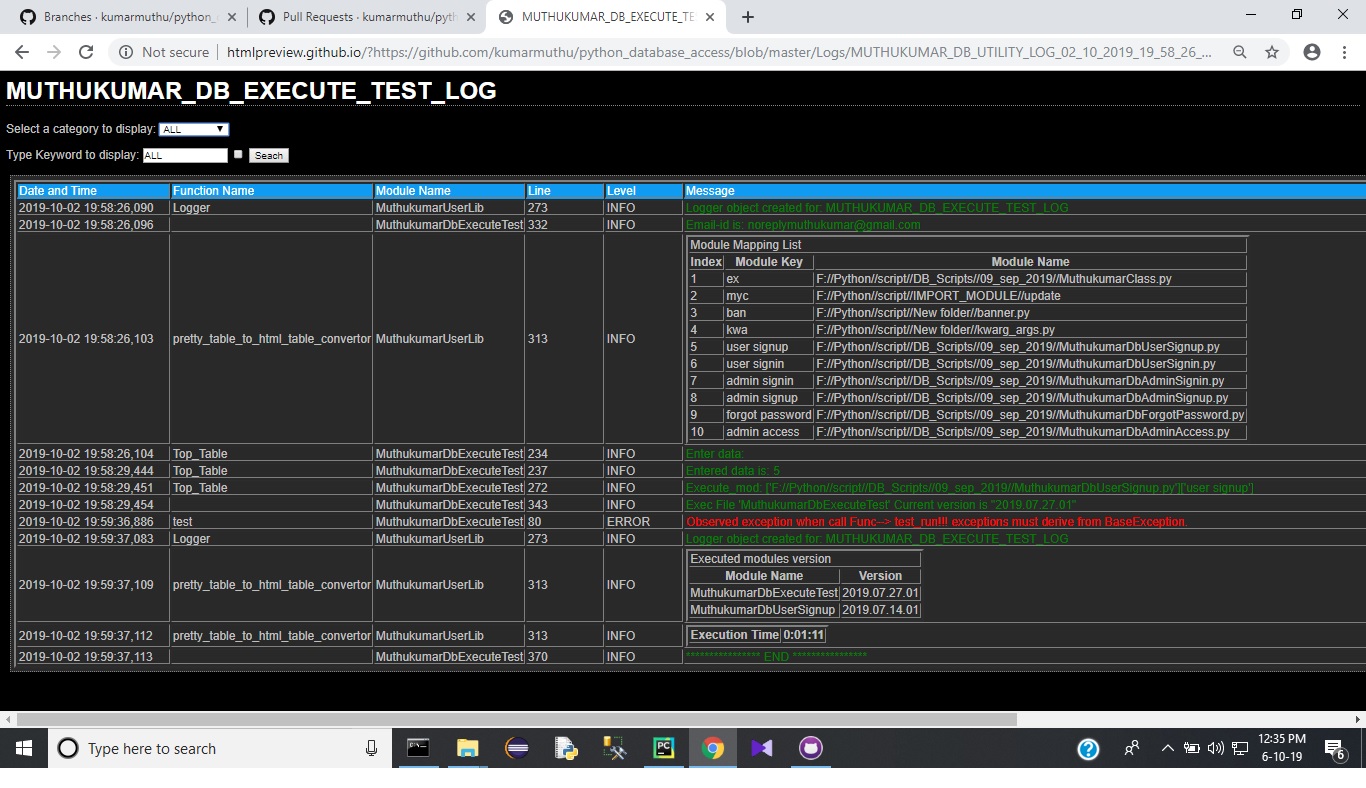 Branches · kumarmuthu/python_
Pull Requests · kumarmuthu/pyth
MUTHUKUMAR_DB_EXECUTE_TE
Not secure | htmlpreview.github.io/?https://github.com/kumarmuthu/python_database_access/blob/master/Logs/MUTHUKUMAR_DB_UTILITY_LOG_02_10_2019_19_58_26_...
MUTHUKUMAR_DB_EXECUTE_TEST_LOG
Select a category to display: ALL
Type Keyword to display: ALL Seach
Date and Time Function Name Module Name Line Level Message
2019-10-02 19:58:26,090 Logger MuthukumarUserLib 273 INFO Logger object created for: MUTHUKUMAR_DB_EXECUTE_TEST_LOG
2019-10-02 19:58:26,096 MuthukumarDbExecuteTest 332 INFO Email-id is: noreplymuthukumar@gmail.com
2019-10-02 19:58:26,103 pretty_table_to_html_table_convertor MuthukumarUserLib 313 INFO
Module Mapping List
Index Module Key Module Name
1 ex F://Python//script//DB_Scripts//09_sep_2019//MuthukumarClass.py
2 myc F://Python//script//IMPORT_MODULE//update
3 ban F://Python//script//New folder//banner.py
4 kwa F://Python//script//New folder//kwarg_args.py
5 user signup F://Python//script//DB_Scripts//09_sep_2019//MuthukumarDbUserSignup.py
6 user signin F://Python//script//DB_Scripts//09_sep_2019//MuthukumarDbUserSignin.py
7 admin signin F://Python//script//DB_Scripts//09_sep_2019//MuthukumarDbAdminSignin.py
8 admin signup F://Python//script//DB_Scripts//09_sep_2019//MuthukumarDbAdminSignup.py
9 forgot password F://Python//script//DB_Scripts//09_sep_2019//MuthukumarDbForgotPassword.py
10 admin access F://Python//script//DB_Scripts//09_sep_2019//MuthukumarDbAdminAccess.py
2019-10-02 19:58:26,104 Top_Table MuthukumarDbExecuteTest 234 INFO Enter data:
2019-10-02 19:58:29,444 Top_Table MuthukumarDbExecuteTest 237 INFO Entered data is: 5
2019-10-02 19:58:29,451 Top_Table MuthukumarDbExecuteTest 272 INFO Execute_mod: ['F://Python//script//DB_Scripts//09_sep_2019//MuthukumarDbUserSignup.py']['user signup']
2019-10-02 19:58:29,454 MuthukumarDbExecuteTest 343 INFO Exec File 'MuthukumarDbExecuteTest' Current version is "2019.07.27.01"
2019-10-02 19:59:36,886 test MuthukumarDbExecuteTest 80 ERROR Observed exception when call Func--> test_run!!! exceptions must derive from BaseException.
2019-10-02 19:59:37,083 Logger MuthukumarUserLib 273 INFO Logger object created for: MUTHUKUMAR_DB_EXECUTE_TEST_LOG
2019-10-02 19:59:37,109 pretty_table_to_html_table_convertor MuthukumarUserLib 313 INFO
Executed modules version
Module Name Version
MuthukumarDbExecuteTest 2019.07.27.01
MuthukumarDbUserSignup 2019.07.14.01
2019-10-02 19:59:37,112 pretty_table_to_html_table_convertor MuthukumarUserLib 313 INFO Execution Time 0:01:11
2019-10-02 19:59:37,113 MuthukumarDbExecuteTest 370 INFO **************** END ****************
Type here to search
PC
12:35 PM
6-10-19
6